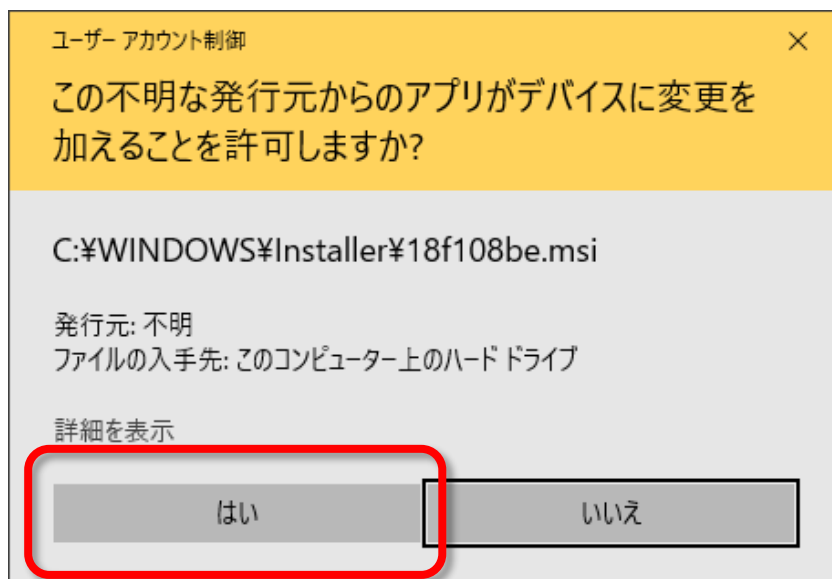 ユーザー アカウント制御
この不明な発行元からのアプリがデバイスに変更を
加えることを許可しますか?
C:¥WINDOWS¥Installer¥18f108be.msi
発行元: 不明
ファイルの入手先: このコンピューター上のハード ドライブ
詳細を表示
はい
いいえ